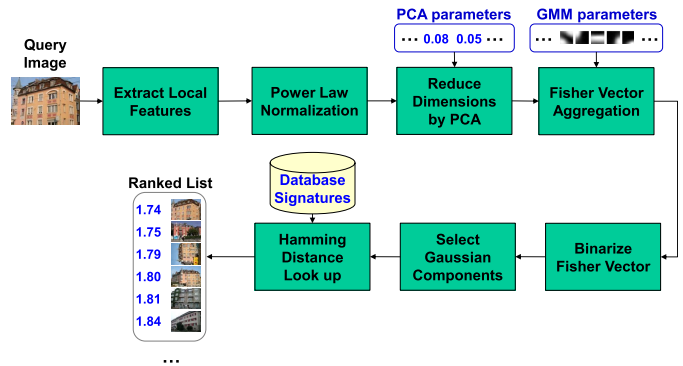 PCA parameters
GMM parameters
... 0.08 0.05 ...
... ...
Query
Image
Extract Local
Features
Power Law
Normalization
Reduce
Dimensions
by PCA
Fisher Vector
Aggregation
Database
Signatures
Ranked List
1.74
1.75
1.79
1.80
1.81
1.84
...
Hamming
Distance
Look up
Select
Gaussian
Components
Binarize
Fisher Vector